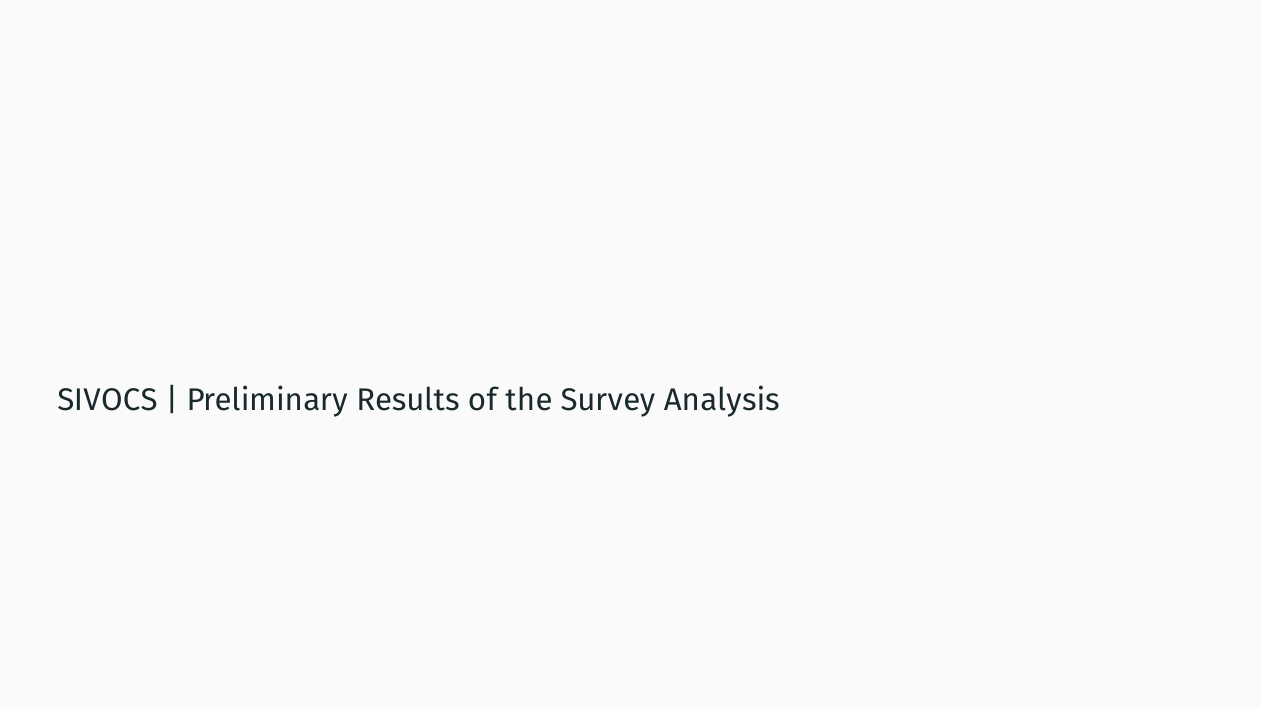 SIVOCS | Preliminary Results of the Survey Analysis